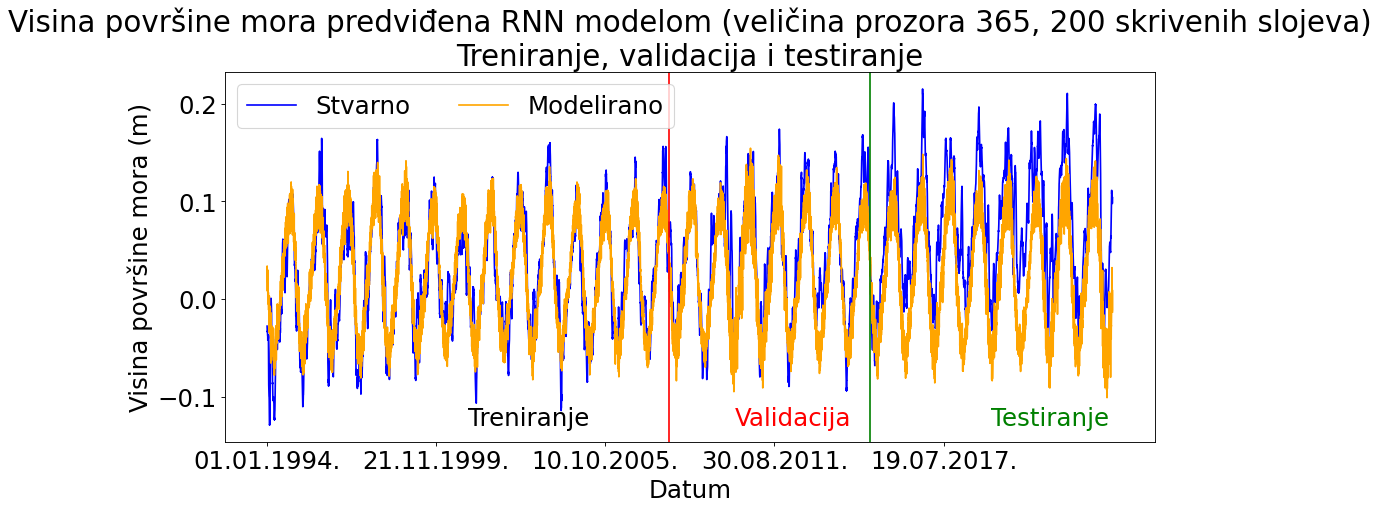 Visina površine mora predviđena RNN modelom (veličina prozora 365, 200 skrivenih slojeva)
Treniranje, validacija i testiranje
Stvarno
Modelirano
Visina površine mora (m)
0.2
0.1
0.0
−0.1
Treniranje
Validacija
Testiranje
01.01.1994.
21.11.1999.
10.10.2005.
30.08.2011.
19.07.2017.
Datum